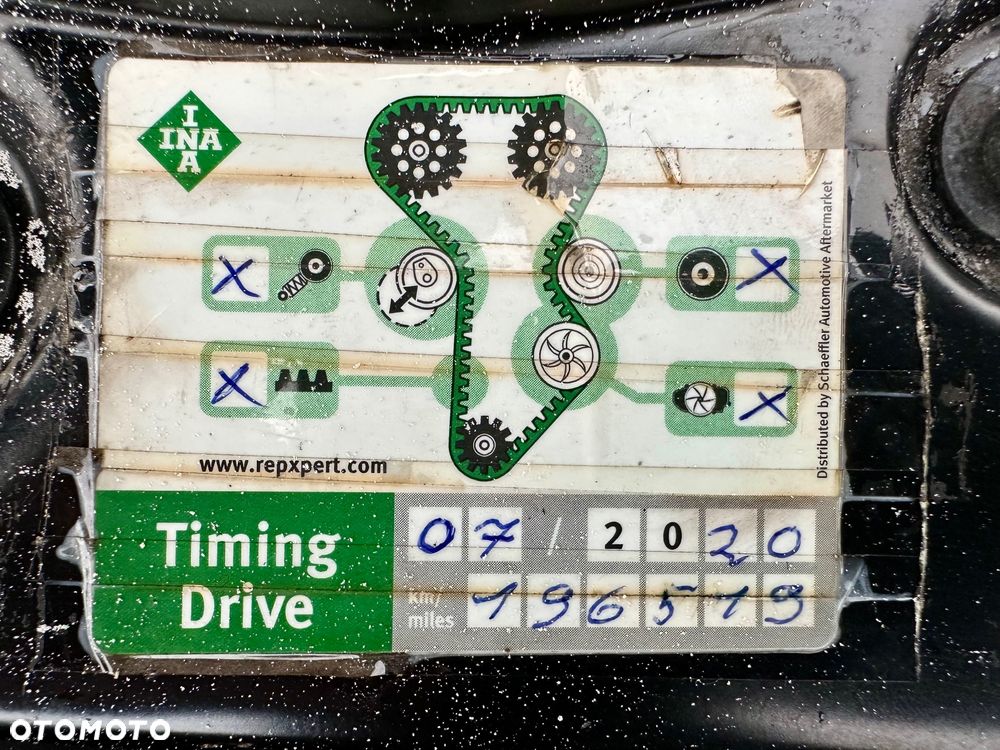 I
INA
A
X
X
X
X
Distributed by Schaeffler Automotive Aftermarket
www.repxpert.com
Timing
Drive
07 / 2020
km/
miles
196519
OTOMOTO